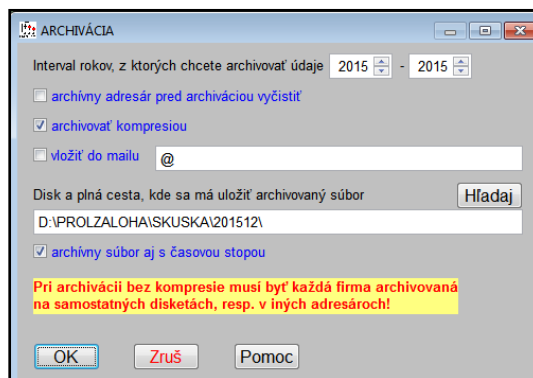 ARCHIVÁCIA
Interval rokov, z ktorých chcete archivovať údaje 2015 - 2015
archívny adresár pred archiváciou vyčistiť
archivovať kompresiou
vložiť do mailu @
Disk a plná cesta, kde sa má uložiť archivovaný súbor Hľadaj
D:\PROLZALOHA\SKUSKA\201512\
archívny súbor aj s časovou stopou
Pri archivácii bez kompresie musí byť každá firma archivovaná
na samostatných disketách, resp. v iných adresároch!
OK Zruš Pomoc